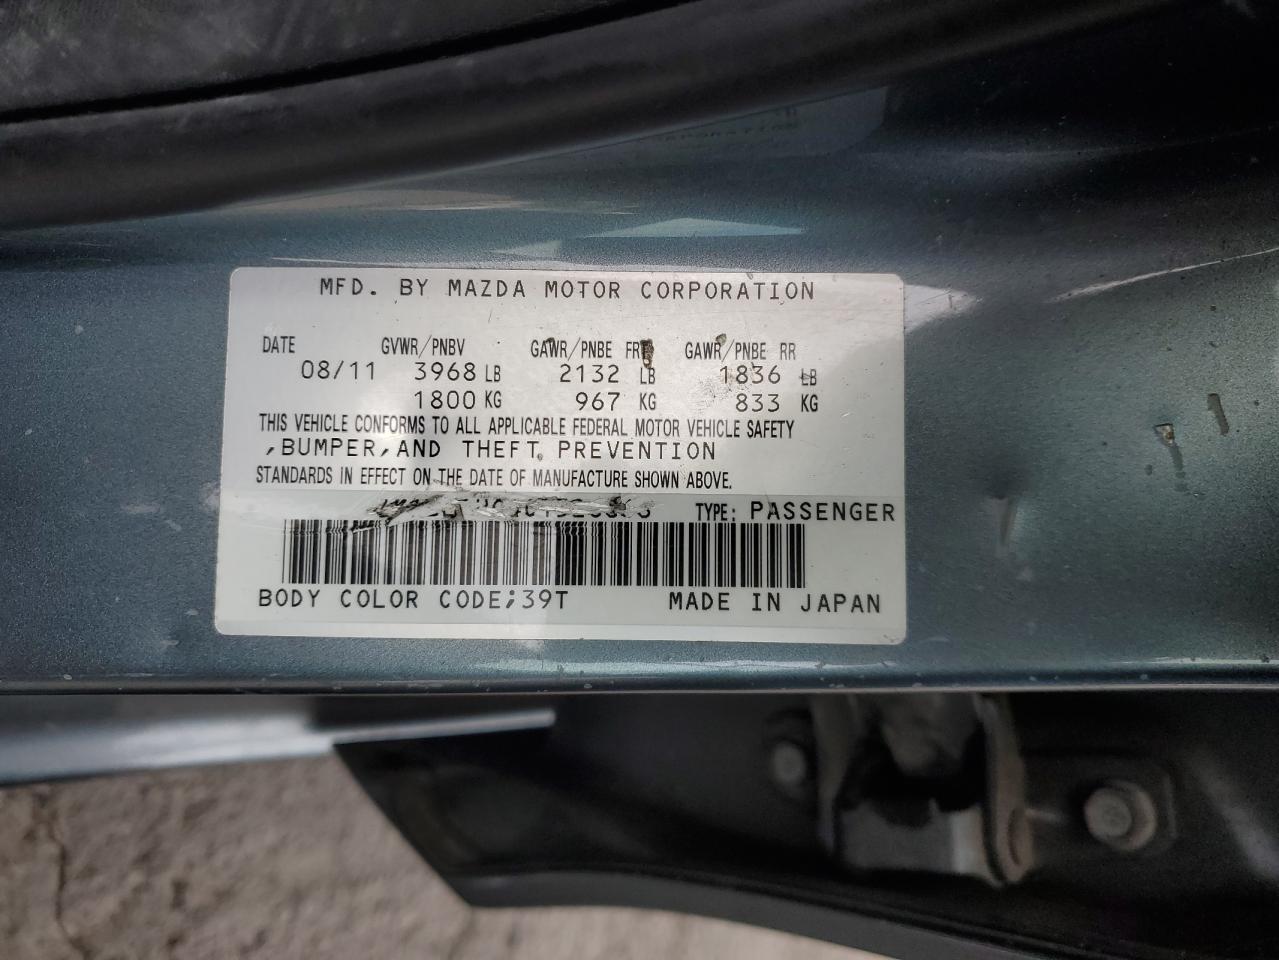 MFD. BY MAZDA MOTOR CORPORATION
DATE GVWR/PNBV GAWR/PNBE FRT GAWR/PNBE RR
08/11 3968 LB 2132 LB 1836 LB
1800 KG 967 KG 833 KG
THIS VEHICLE CONFORMS TO ALL APPLICABLE FEDERAL MOTOR VEHICLE SAFETY
,BUMPER,AND THEFT PREVENTION
STANDARDS IN EFFECT ON THE DATE OF MANUFACTURE SHOWN ABOVE.
TYPE: PASSENGER
BODY COLOR CODE;39T MADE IN JAPAN